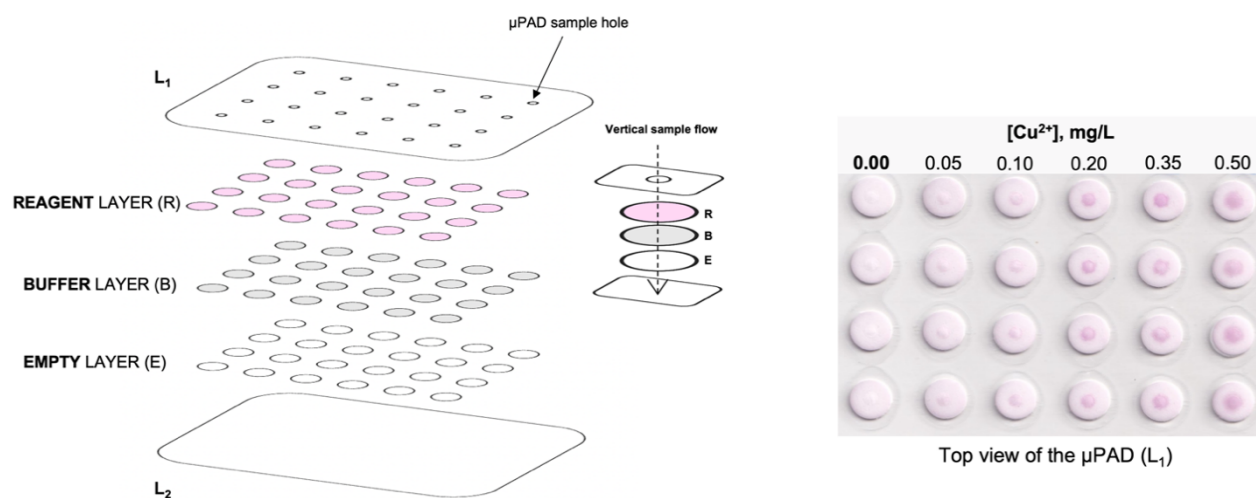 µPAD sample hole
L₁
Vertical sample flow
REAGENT LAYER (R)
R
B
E
BUFFER LAYER (B)
EMPTY LAYER (E)
L₂
[Cu²⁺], mg/L
0.00 0.05 0.10 0.20 0.35 0.50
Top view of the µPAD (L₁)